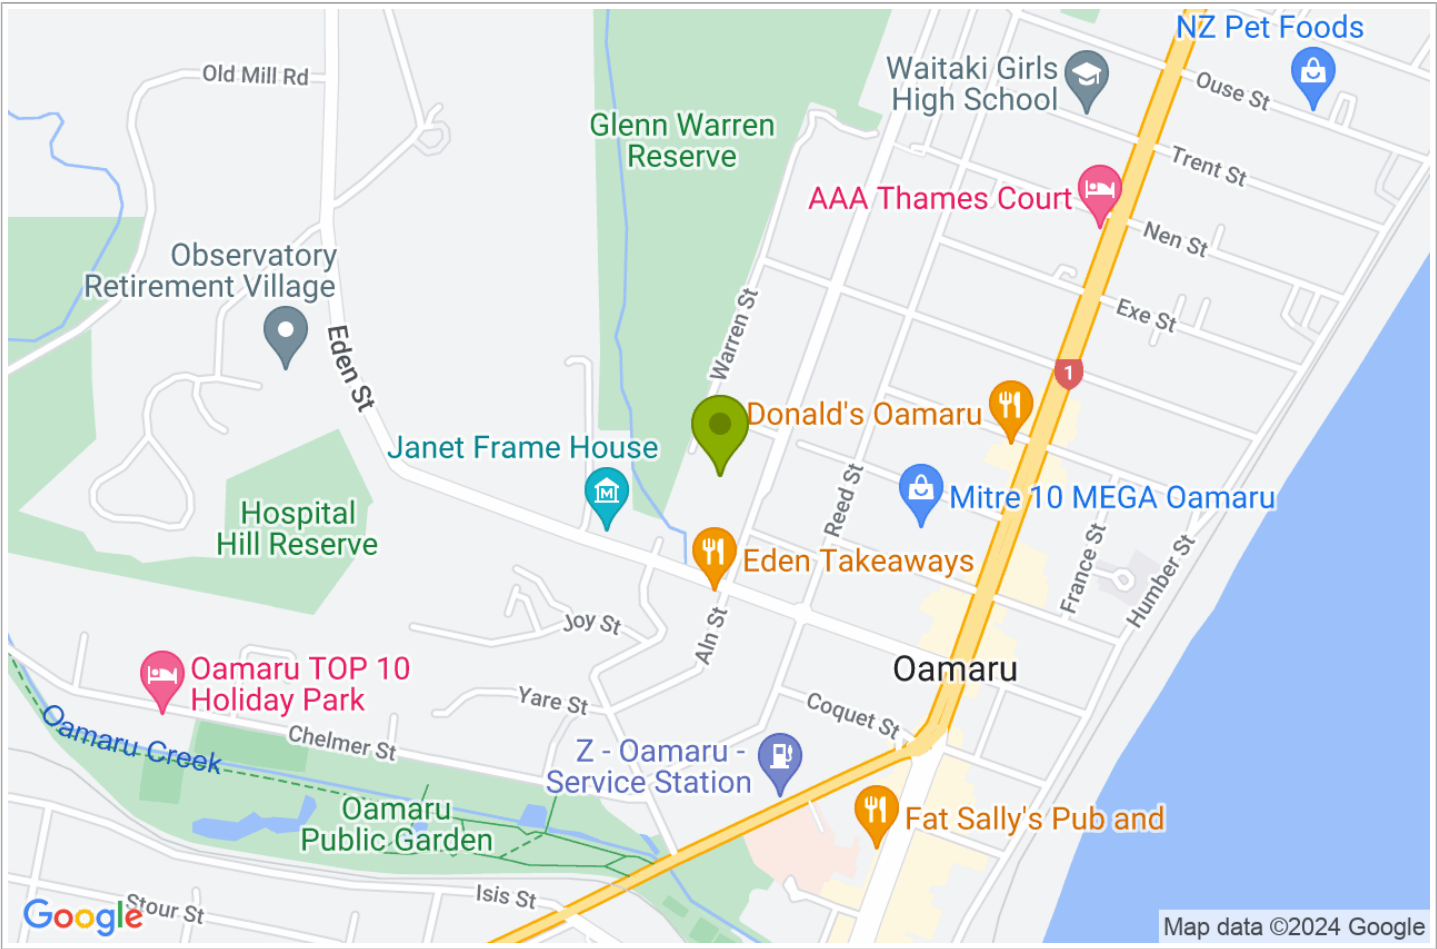 NZ Pet Foods
Old Mill Rd
Waitaki Girls
High School
Ouse St
Glenn Warren
Reserve
Trent St
AAA Thames Court
Nen St
Observatory
Retirement Village
Exe St
Warren St
Eden St
1
Donald's Oamaru
Janet Frame House
M
Mitre 10 MEGA Oamaru
Reed St
Hospital
Hill Reserve
Eden Takeaways
France St
Humber St
Joy St
Aln St
Oamaru
Oamaru TOP 10
Holiday Park
Yare St
Coquet St
Oamaru Creek
Chelmer St
Z - Oamaru -
Service Station
Oamaru
Public Garden
Fat Sally's Pub and
Isis St
Stour St
Google
Map data ©2024 Google